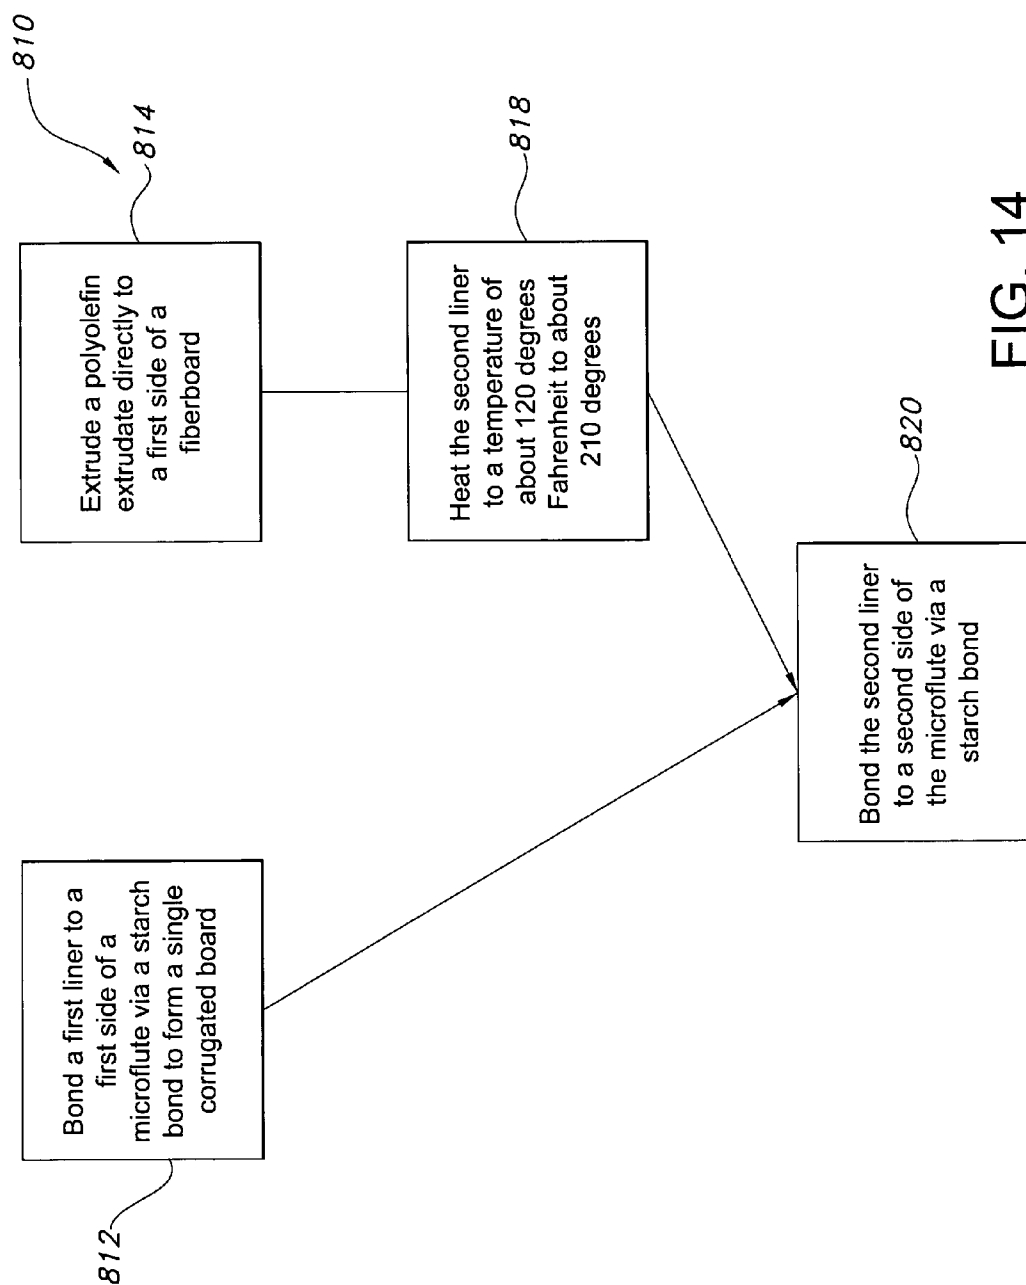 810
Bond a first liner to a
first side of a
microflute via a starch
bond to form a single
corrugated board
812
Extrude a polyolefin
extrudate directly to
a first side of a
fiberboard
814
Heat the second liner
to a temperature of
about 120 degrees
Fahrenheit to about
210 degrees
818
Bond the second liner
to a second side of
the microflute via a
starch bond
820
FIG. 14